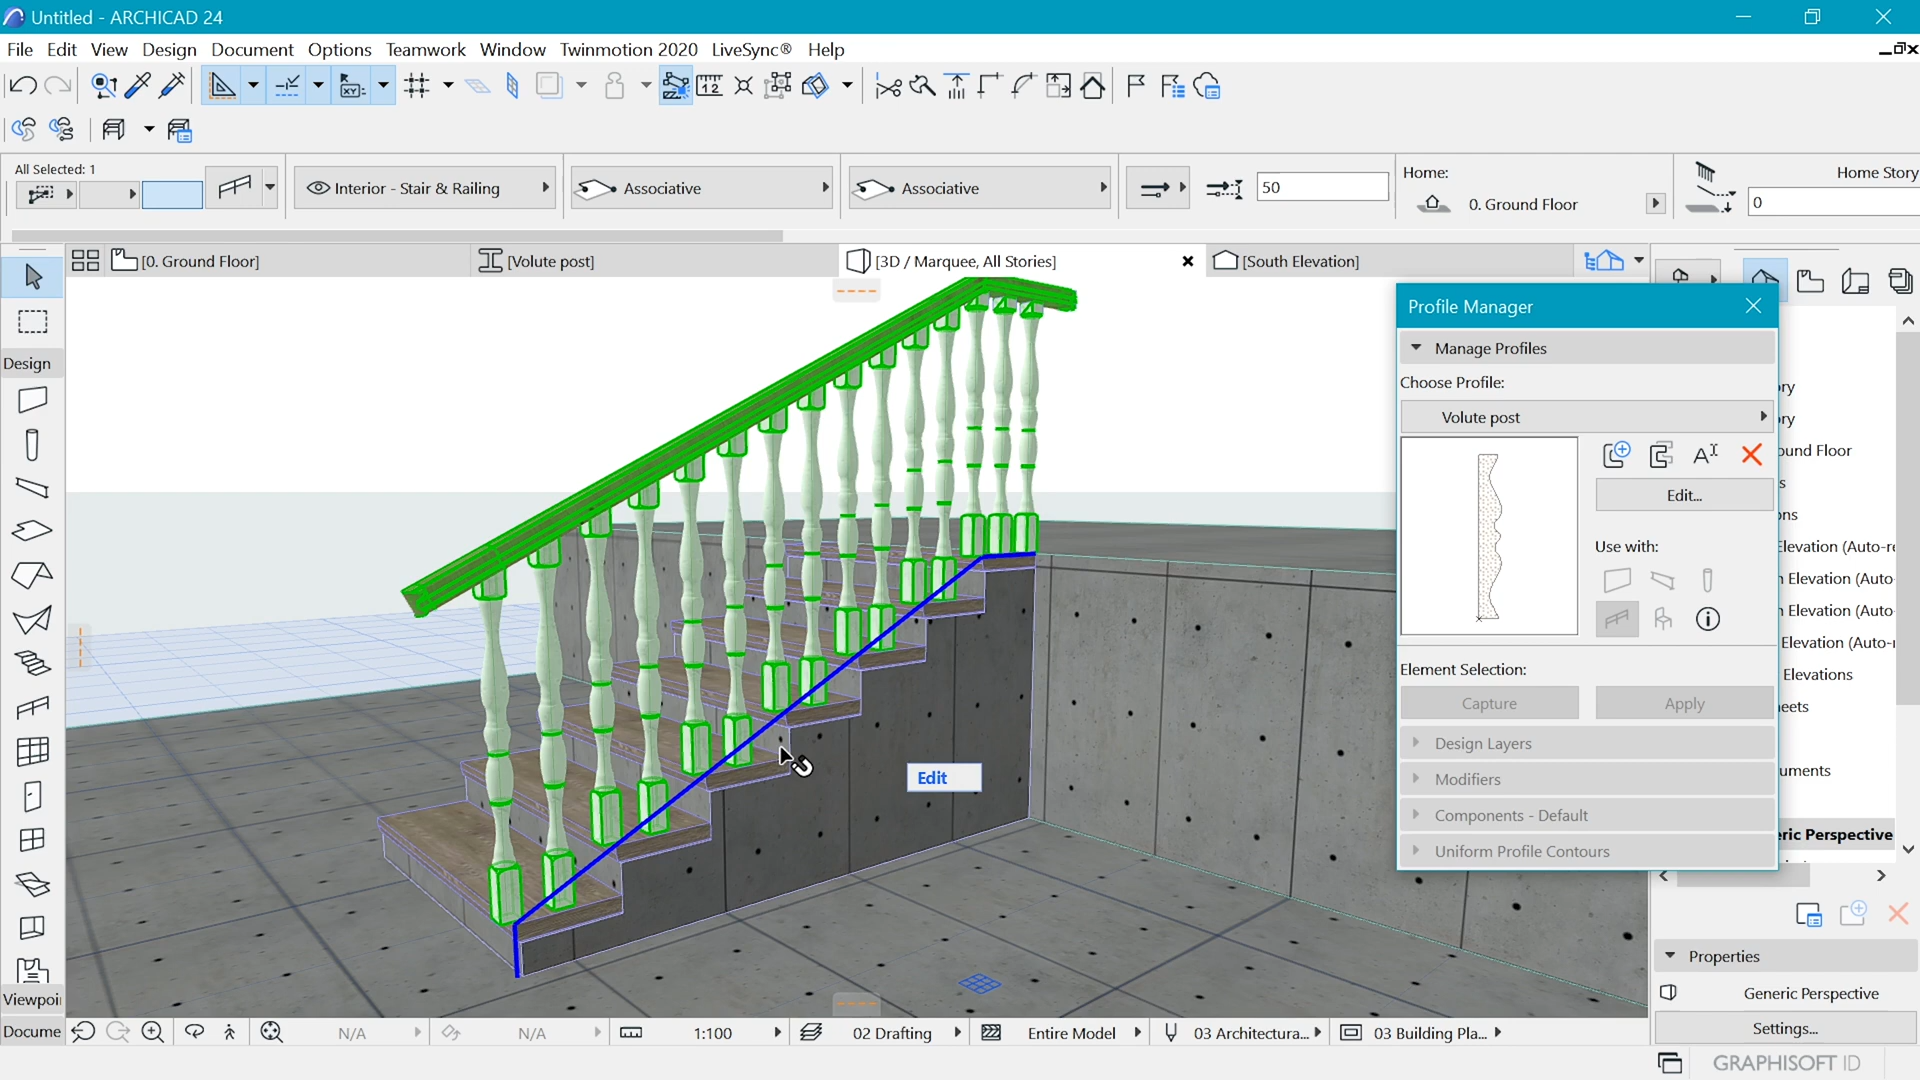 Untitled - ARCHICAD 24
File Edit View Design Document Options Teamwork Window Twinmotion 2020 LiveSync® Help
All Selected: 1
Interior - Stair & Railing
Associative
Associative
50
Home:
0. Ground Floor
Home Story
0
[0. Ground Floor]
[Volute post]
[3D / Marquee, All Stories]
[South Elevation]
Design
Profile Manager
Manage Profiles
Choose Profile:
Volute post
Edit...
Use with:
Element Selection:
Capture
Apply
Design Layers
Modifiers
Components - Default
Uniform Profile Contours
Edit
ry
ry
und Floor
s
ons
Elevation (Auto-r
n Elevation (Auto
n Elevation (Auto
Elevation (Auto-r
Elevations
eets
uments
eric Perspective
Properties
Generic Perspective
Settings...
Viewpoi
Docume
N/A
N/A
1:100
02 Drafting
Entire Model
03 Architectura...
03 Building Pla...
GRAPHISOFT ID